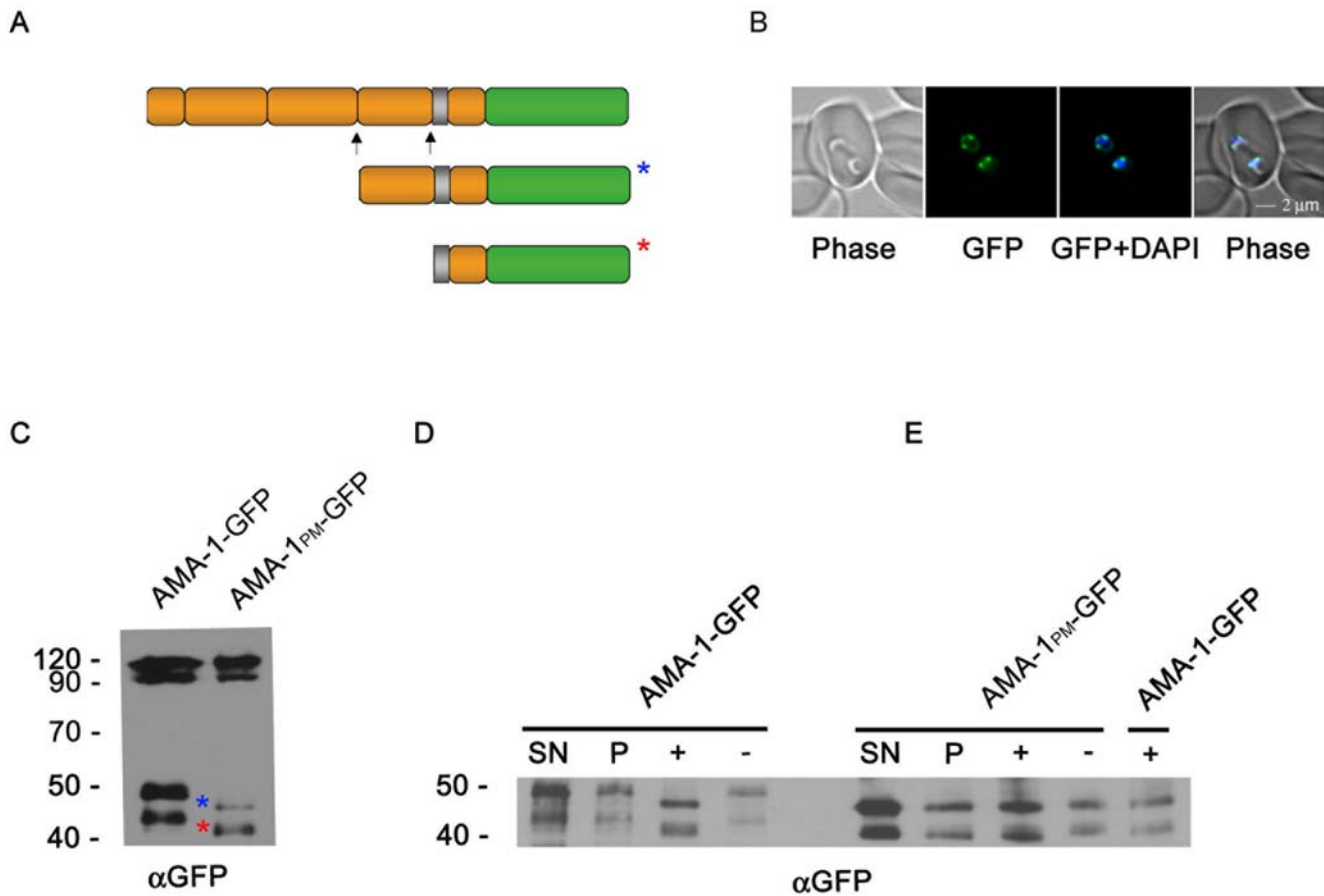 A
B
*
*
2 µm
Phase
GFP
GFP+DAPI
Phase
C
D
E
AMA-1-GFP
AMA-1PM-GFP
120 -
90 -
70 -
50 -
40 -
*
*
αGFP
AMA-1-GFP
AMA-1PM-GFP
AMA-1-GFP
SN P + - SN P + - +
50 -
40 -
αGFP